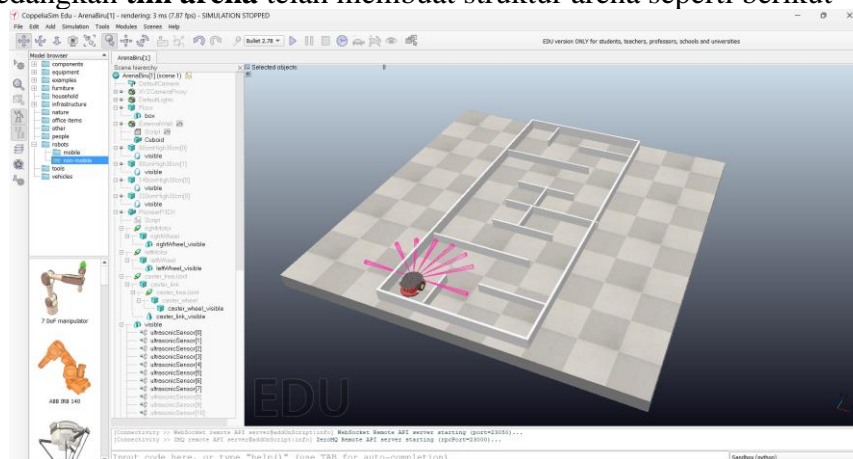 sedangkan tim arena telah membuat struktur arena seperti berikut
CoppeliaSim Edu - ArenaBiru[1] - rendering: 3 ms (7.87 fps) - SIMULATION STOPPED
File Edit Add Simulation Tools Modules Scenes Help
Bullet 2.78
EDU version ONLY for students, teachers, professors, schools and universities
Model browser
components
equipment
examples
furniture
household
infrastructure
nature
office items
other
people
robots
mobile
non-mobile
tools
vehicles
7 DoF manipulator
ABB IRB 140
ArenaBiru[1]
Scene hierarchy
ArenaBiru[1] (scene 1)
DefaultCamera
XYZCameraProxy
DefaultLights
Floor
box
ExternalWall
Script
Cuboid
visible
visible
visible
visible
PioneerP3DX
Script
rightMotor
rightWheel
rightWheel_visible
leftMotor
leftWheel
leftWheel_visible
caster_freeJoint
caster_link
caster_freeJoint
caster_wheel
caster_wheel_visible
caster_link_visible
visible
ultrasonicSensor[0]
ultrasonicSensor[1]
ultrasonicSensor[2]
ultrasonicSensor[3]
ultrasonicSensor[4]
ultrasonicSensor[5]
ultrasonicSensor[6]
ultrasonicSensor[7]
ultrasonicSensor[8]
ultrasonicSensor[9]
ultrasonicSensor[10]
Selected objects:
0
EDU
[Connectivity >> WebSocket remote API server@addOnScript:info] WebSocket Remote API server starting (port=23050)...
[Connectivity >> ZMQ remote API server@addOnScript:info] ZeroMQ Remote API server starting (rpcPort=23000)...
Input code here, or type "help()" (use TAB for auto-completion)
Sandbox (python)